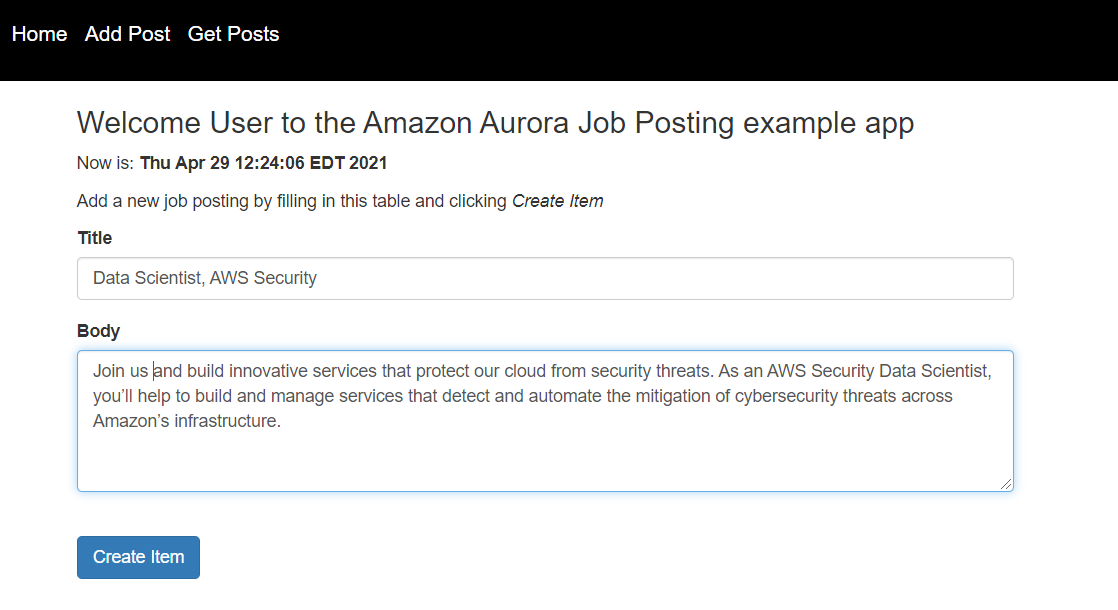 Home Add Post Get Posts
Welcome User to the Amazon Aurora Job Posting example app
Now is: Thu Apr 29 12:24:06 EDT 2021
Add a new job posting by filling in this table and clicking Create Item
Title
Data Scientist, AWS Security
Body
Join us and build innovative services that protect our cloud from security threats. As an AWS Security Data Scientist,
you’ll help to build and manage services that detect and automate the mitigation of cybersecurity threats across
Amazon’s infrastructure.
Create Item